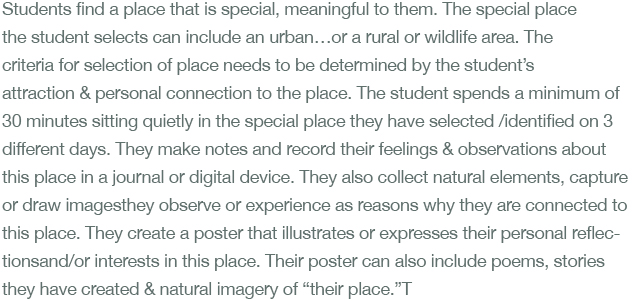 Students find a place that is special, meaningful to them. The special place
the student selects can include an urban…or a rural or wildlife area. The
criteria for selection of place needs to be determined by the student’s
attraction & personal connection to the place. The student spends a minimum of
30 minutes sitting quietly in the special place they have selected /identified on 3
different days. They make notes and record their feelings & observations about
this place in a journal or digital device. They also collect natural elements, capture
or draw imagesthey observe or experience as reasons why they are connected to
this place. They create a poster that illustrates or expresses their personal reflec-
tionsand/or interests in this place. Their poster can also include poems, stories
they have created & natural imagery of “their place.”T